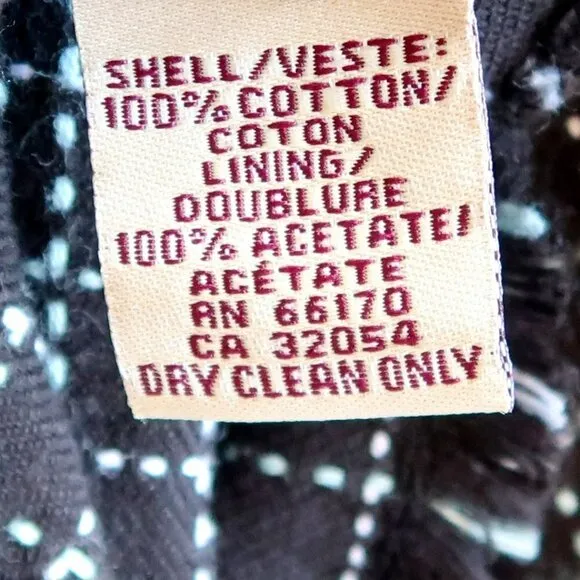 SHELL/VESTE:
100% COTTON/
COTON
LINING/
DOUBLURE
100% ACETATE/
ACÉTATE
RN 66170
CA 32054
DRY CLEAN ONLY